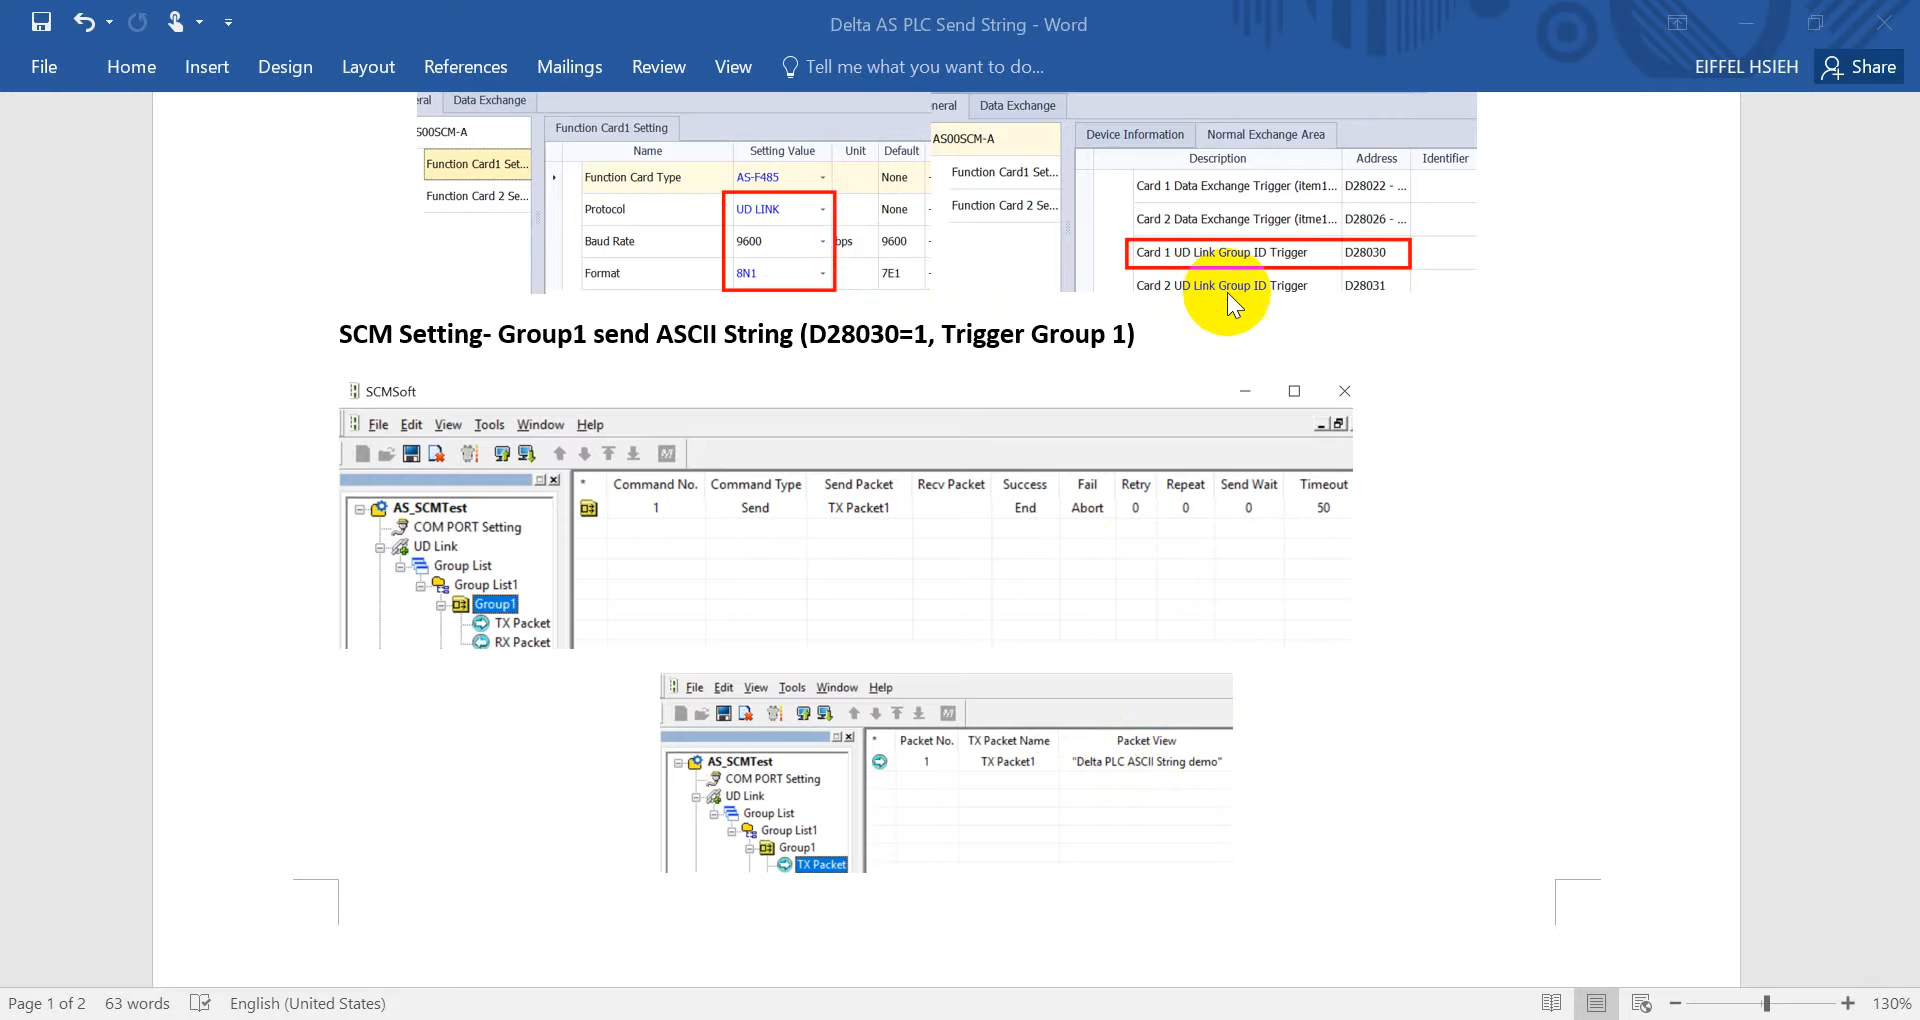 Delta AS PLC Send String - Word
File Home Insert Design Layout References Mailings Review View Tell me what you want to do... EIFFEL HSIEH Share
eral Data Exchange
S00SCM-A
Function Card1 Set...
Function Card 2 Se...
Function Card1 Setting
Name Setting Value Unit Default
Function Card Type AS-F485 None
Protocol UD LINK None
Baud Rate 9600 bps 9600
Format 8N1 7E1
neral Data Exchange
AS00SCM-A
Function Card1 Set...
Function Card 2 Se...
Device Information Normal Exchange Area
Description Address Identifier
Card 1 Data Exchange Trigger (item1... D28022 - ...
Card 2 Data Exchange Trigger (itme1... D28026 - ...
Card 1 UD Link Group ID Trigger D28030
Card 2 UD Link Group ID Trigger D28031
SCM Setting- Group1 send ASCII String (D28030=1, Trigger Group 1)
SCMSoft
File Edit View Tools Window Help
AS_SCMTest
COM PORT Setting
UD Link
Group List
Group List1
Group1
TX Packet
RX Packet
* Command No. Command Type Send Packet Recv Packet Success Fail Retry Repeat Send Wait Timeout
1 Send TX Packet1 End Abort 0 0 0 50
File Edit View Tools Window Help
AS_SCMTest
COM PORT Setting
UD Link
Group List
Group List1
Group1
TX Packet
* Packet No. TX Packet Name Packet View
1 TX Packet1 "Delta PLC ASCII String demo"
Page 1 of 2 63 words English (United States) 130%